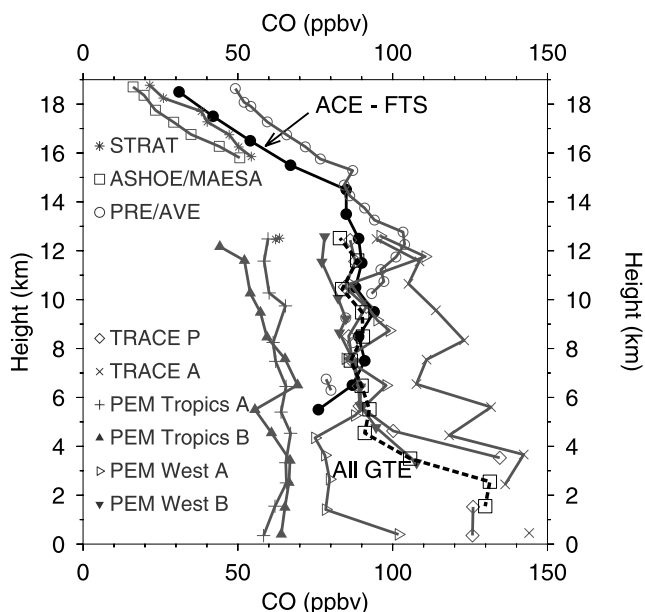 CO (ppbv)
0 50 100 150
18 18
16 16
14 14
12 12
10 10
8 8
6 6
4 4
2 2
0 0
Height (km)
Height (km)
ACE - FTS
STRAT
ASHOE/MAESA
PRE/AVE
TRACE P
TRACE A
PEM Tropics A
PEM Tropics B
PEM West A
PEM West B
All GTE
0 50 100 150
CO (ppbv)